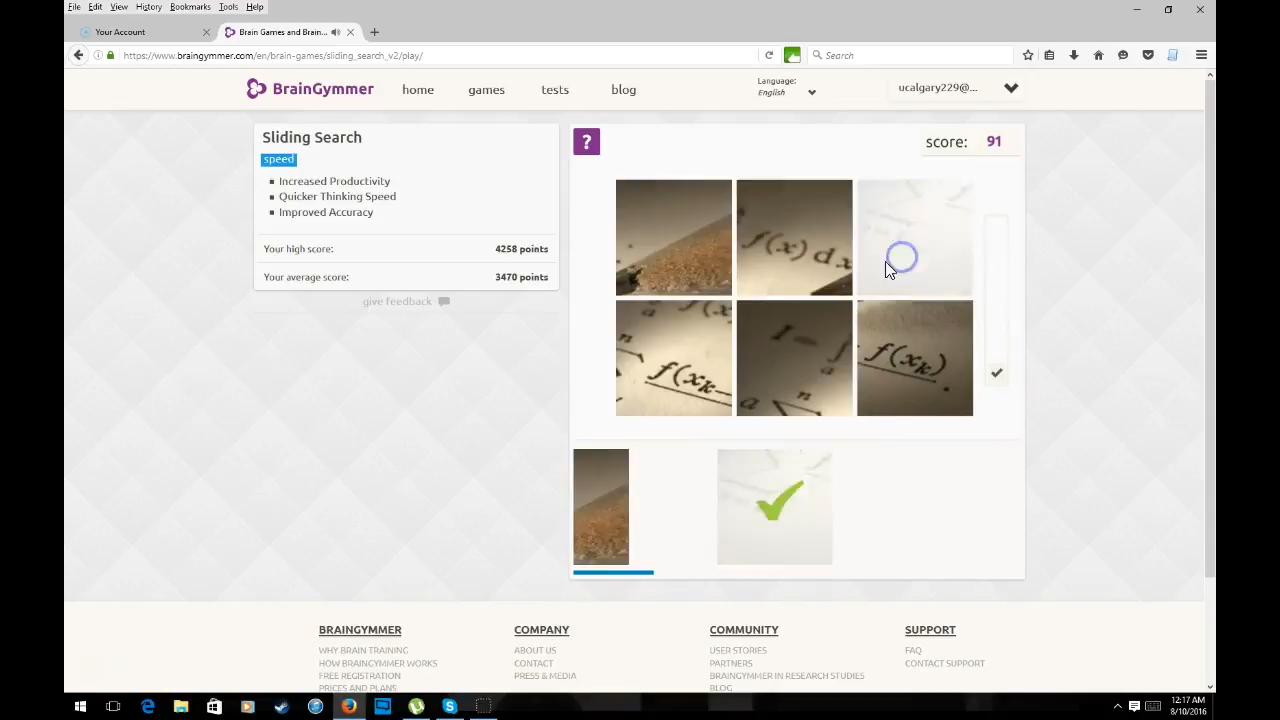 File Edit View History Bookmarks Tools Help
Your Account
Brain Games and Brain...
https://www.braingymmer.com/en/brain-games/sliding_search_v2/play/
Search
BrainGymmer home games tests blog
Language:
English
ucalgary229@...
Sliding Search
speed
Increased Productivity
Quicker Thinking Speed
Improved Accuracy
Your high score: 4258 points
Your average score: 3470 points
give feedback
? score: 91
f(x) d x
f(x
a
n
f(xk-
I -
a
a
n
f(xk)
BRAINGYMMER COMPANY COMMUNITY SUPPORT
WHY BRAIN TRAINING ABOUT US USER STORIES FAQ
HOW BRAINGYMMER WORKS CONTACT PARTNERS CONTACT SUPPORT
FREE REGISTRATION PRESS & MEDIA BRAINGYMMER IN RESEARCH STUDIES
PRICES AND PLANS BLOG
12:17 AM
8/10/2016